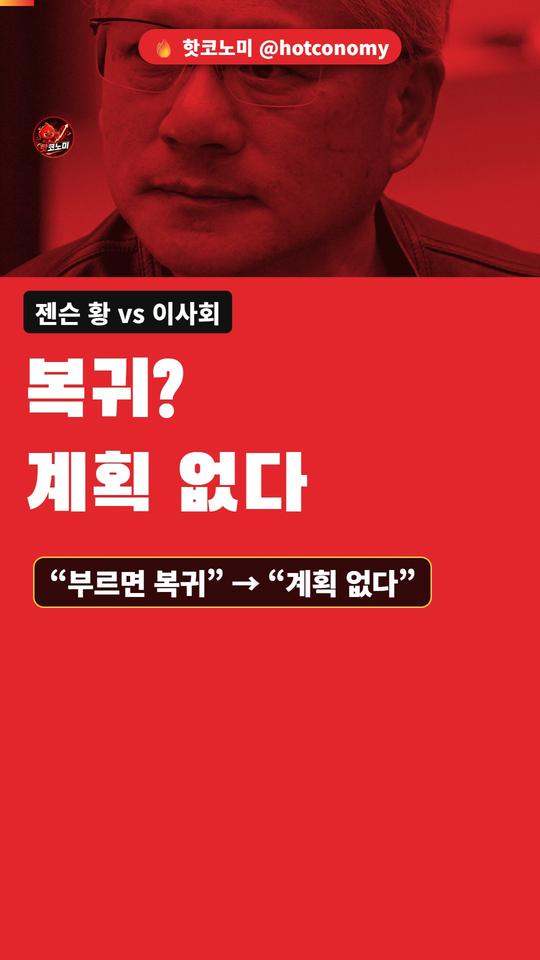 🔥 핫코노미 @hotconomy
핫코노미
젠슨 황 vs 이사회
복귀?
계획 없다
“부르면 복귀” → “계획 없다”